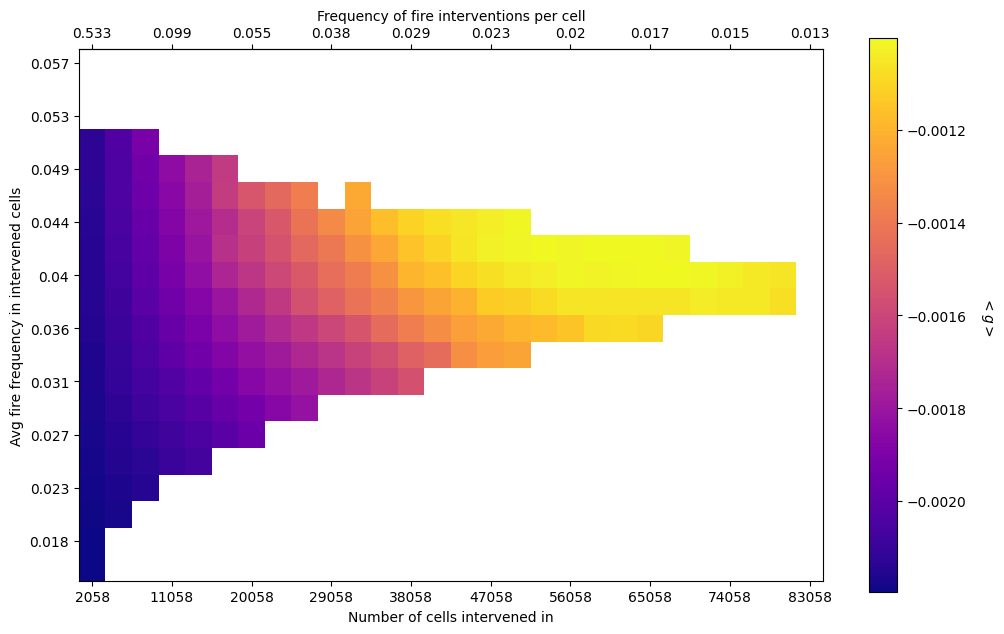 Frequency of fire interventions per cell
0.533 0.099 0.055 0.038 0.029 0.023 0.02 0.017 0.015 0.013
Avg fire frequency in intervened cells
0.057
0.053
0.049
0.044
0.04
0.036
0.031
0.027
0.023
0.018
2058 11058 20058 29058 38058 47058 56058 65058 74058 83058
Number of cells intervened in
−0.0012
−0.0014
−0.0016
−0.0018
−0.0020
< g >